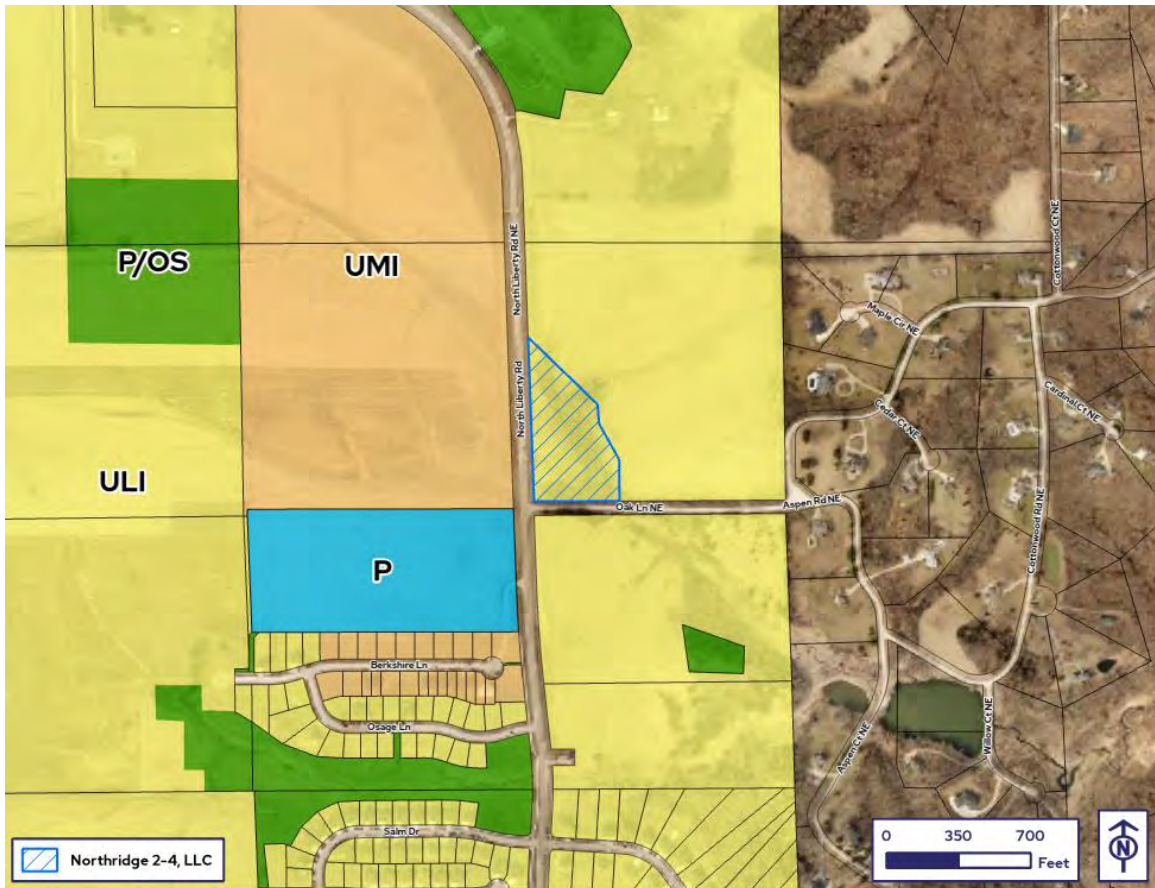 P/OS
UMI
North Liberty Rd NE
Cottonwood Ct NE
Maple Cir NE
North Liberty Rd
Cedar Ct NE
Cardinal Ct NE
ULI
Oak Ln NE
Aspen Rd NE
Cottonwood Rd NE
P
Berkshire Ln
Osage Ln
Aspen Ct NE
Willow Ct NE
Salm Dr
Northridge 2-4, LLC
0 350 700
Feet
N